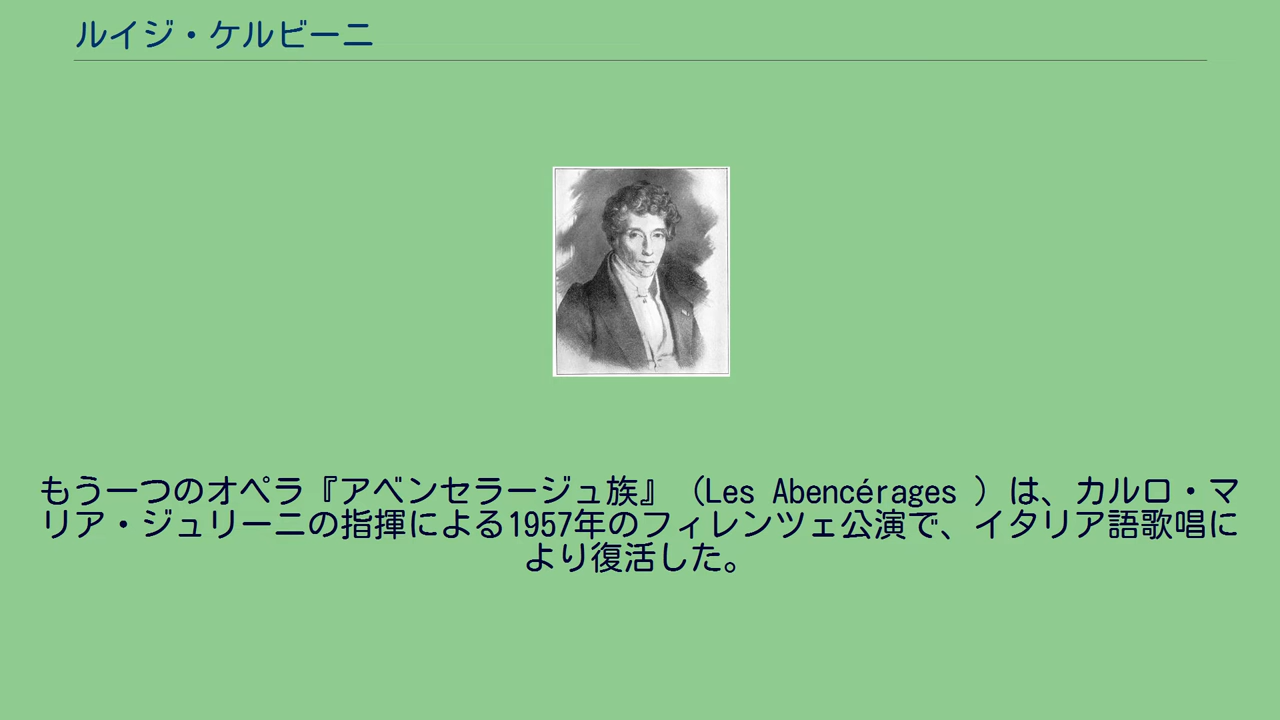 ルイジ・ケルビーニ
もう一つのオペラ『アベンセラージュ族』（Les Abencérages ）は、カルロ・マ
リア・ジュリーニの指揮による1957年のフィレンツェ公演で、イタリア語歌唱に
より復活した。